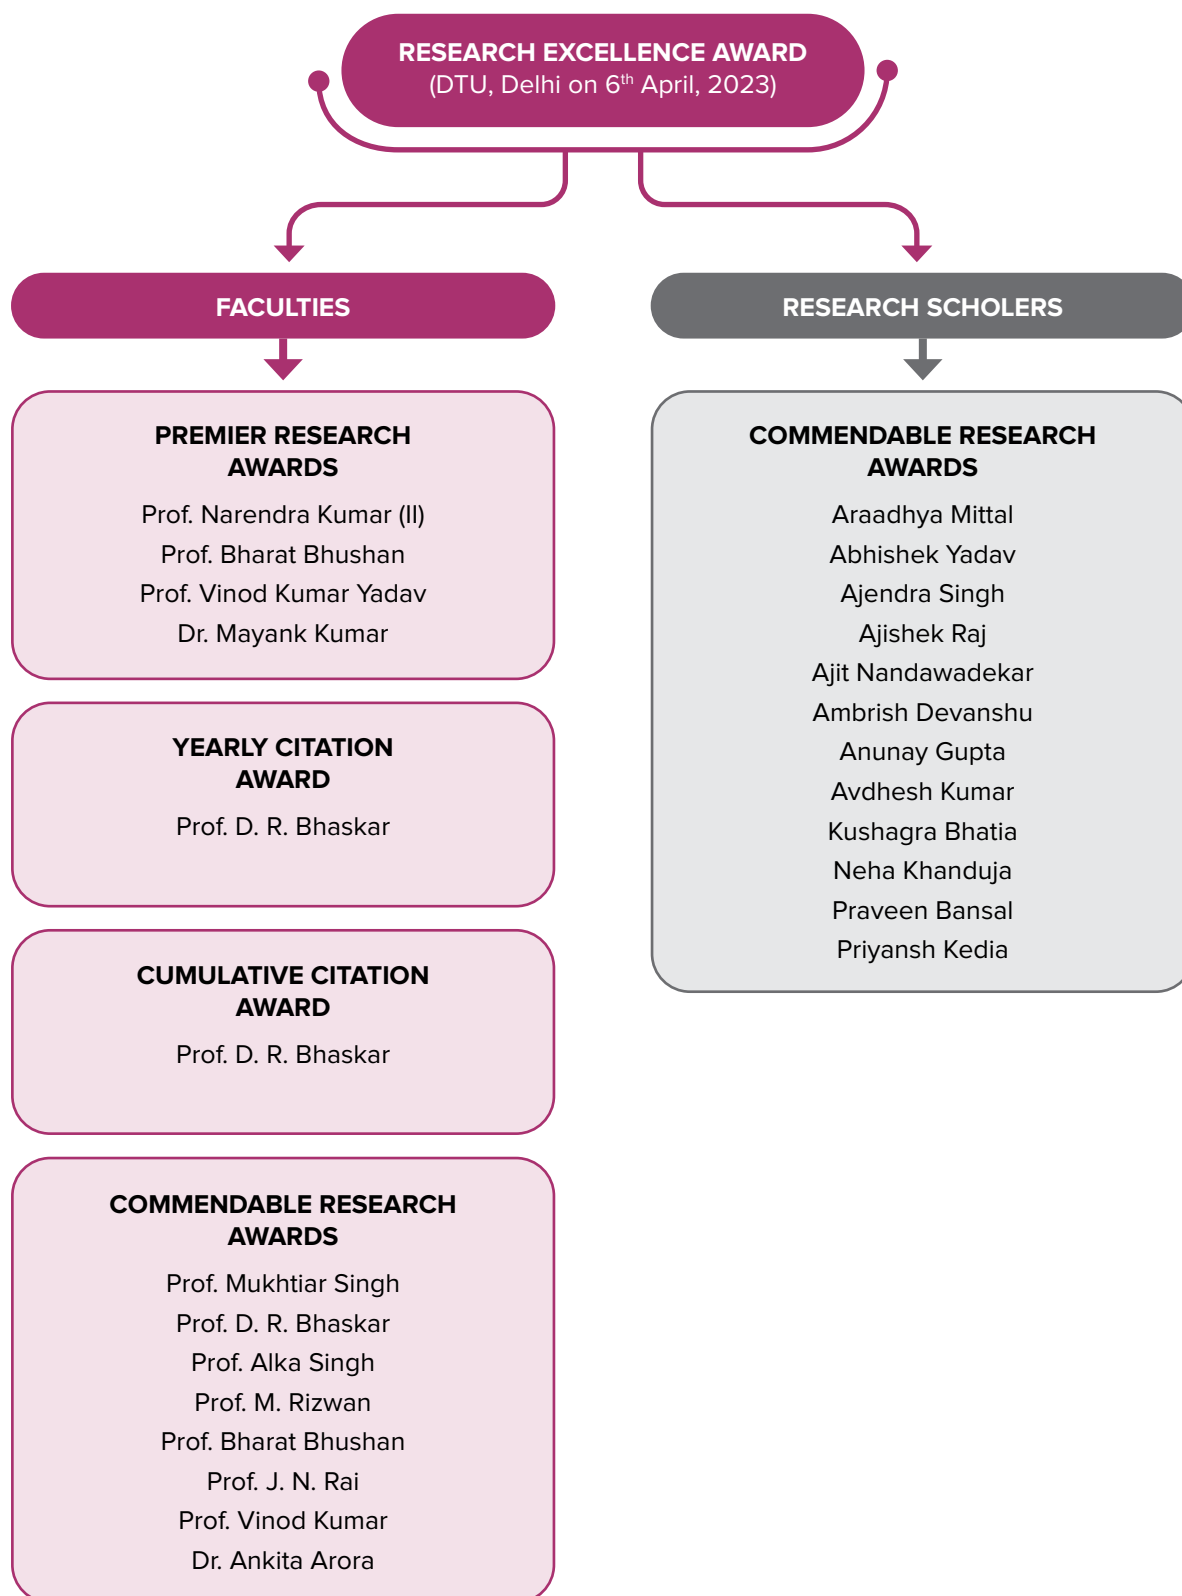 RESEARCH EXCELLENCE AWARD
(DTU, Delhi on 6th April, 2023)
FACULTIES
PREMIER RESEARCH
AWARDS
Prof. Narendra Kumar (II)
Prof. Bharat Bhushan
Prof. Vinod Kumar Yadav
Dr. Mayank Kumar
YEARLY CITATION
AWARD
Prof. D. R. Bhaskar
CUMULATIVE CITATION
AWARD
Prof. D. R. Bhaskar
COMMENDABLE RESEARCH
AWARDS
Prof. Mukhtiar Singh
Prof. D. R. Bhaskar
Prof. Alka Singh
Prof. M. Rizwan
Prof. Bharat Bhushan
Prof. J. N. Rai
Prof. Vinod Kumar
Dr. Ankita Arora
RESEARCH SCHOLERS
COMMENDABLE RESEARCH
AWARDS
Araadhya Mittal
Abhishek Yadav
Ajendra Singh
Ajishek Raj
Ajit Nandawadekar
Ambrish Devanshu
Anunay Gupta
Avdhesh Kumar
Kushagra Bhatia
Neha Khanduja
Praveen Bansal
Priyansh Kedia